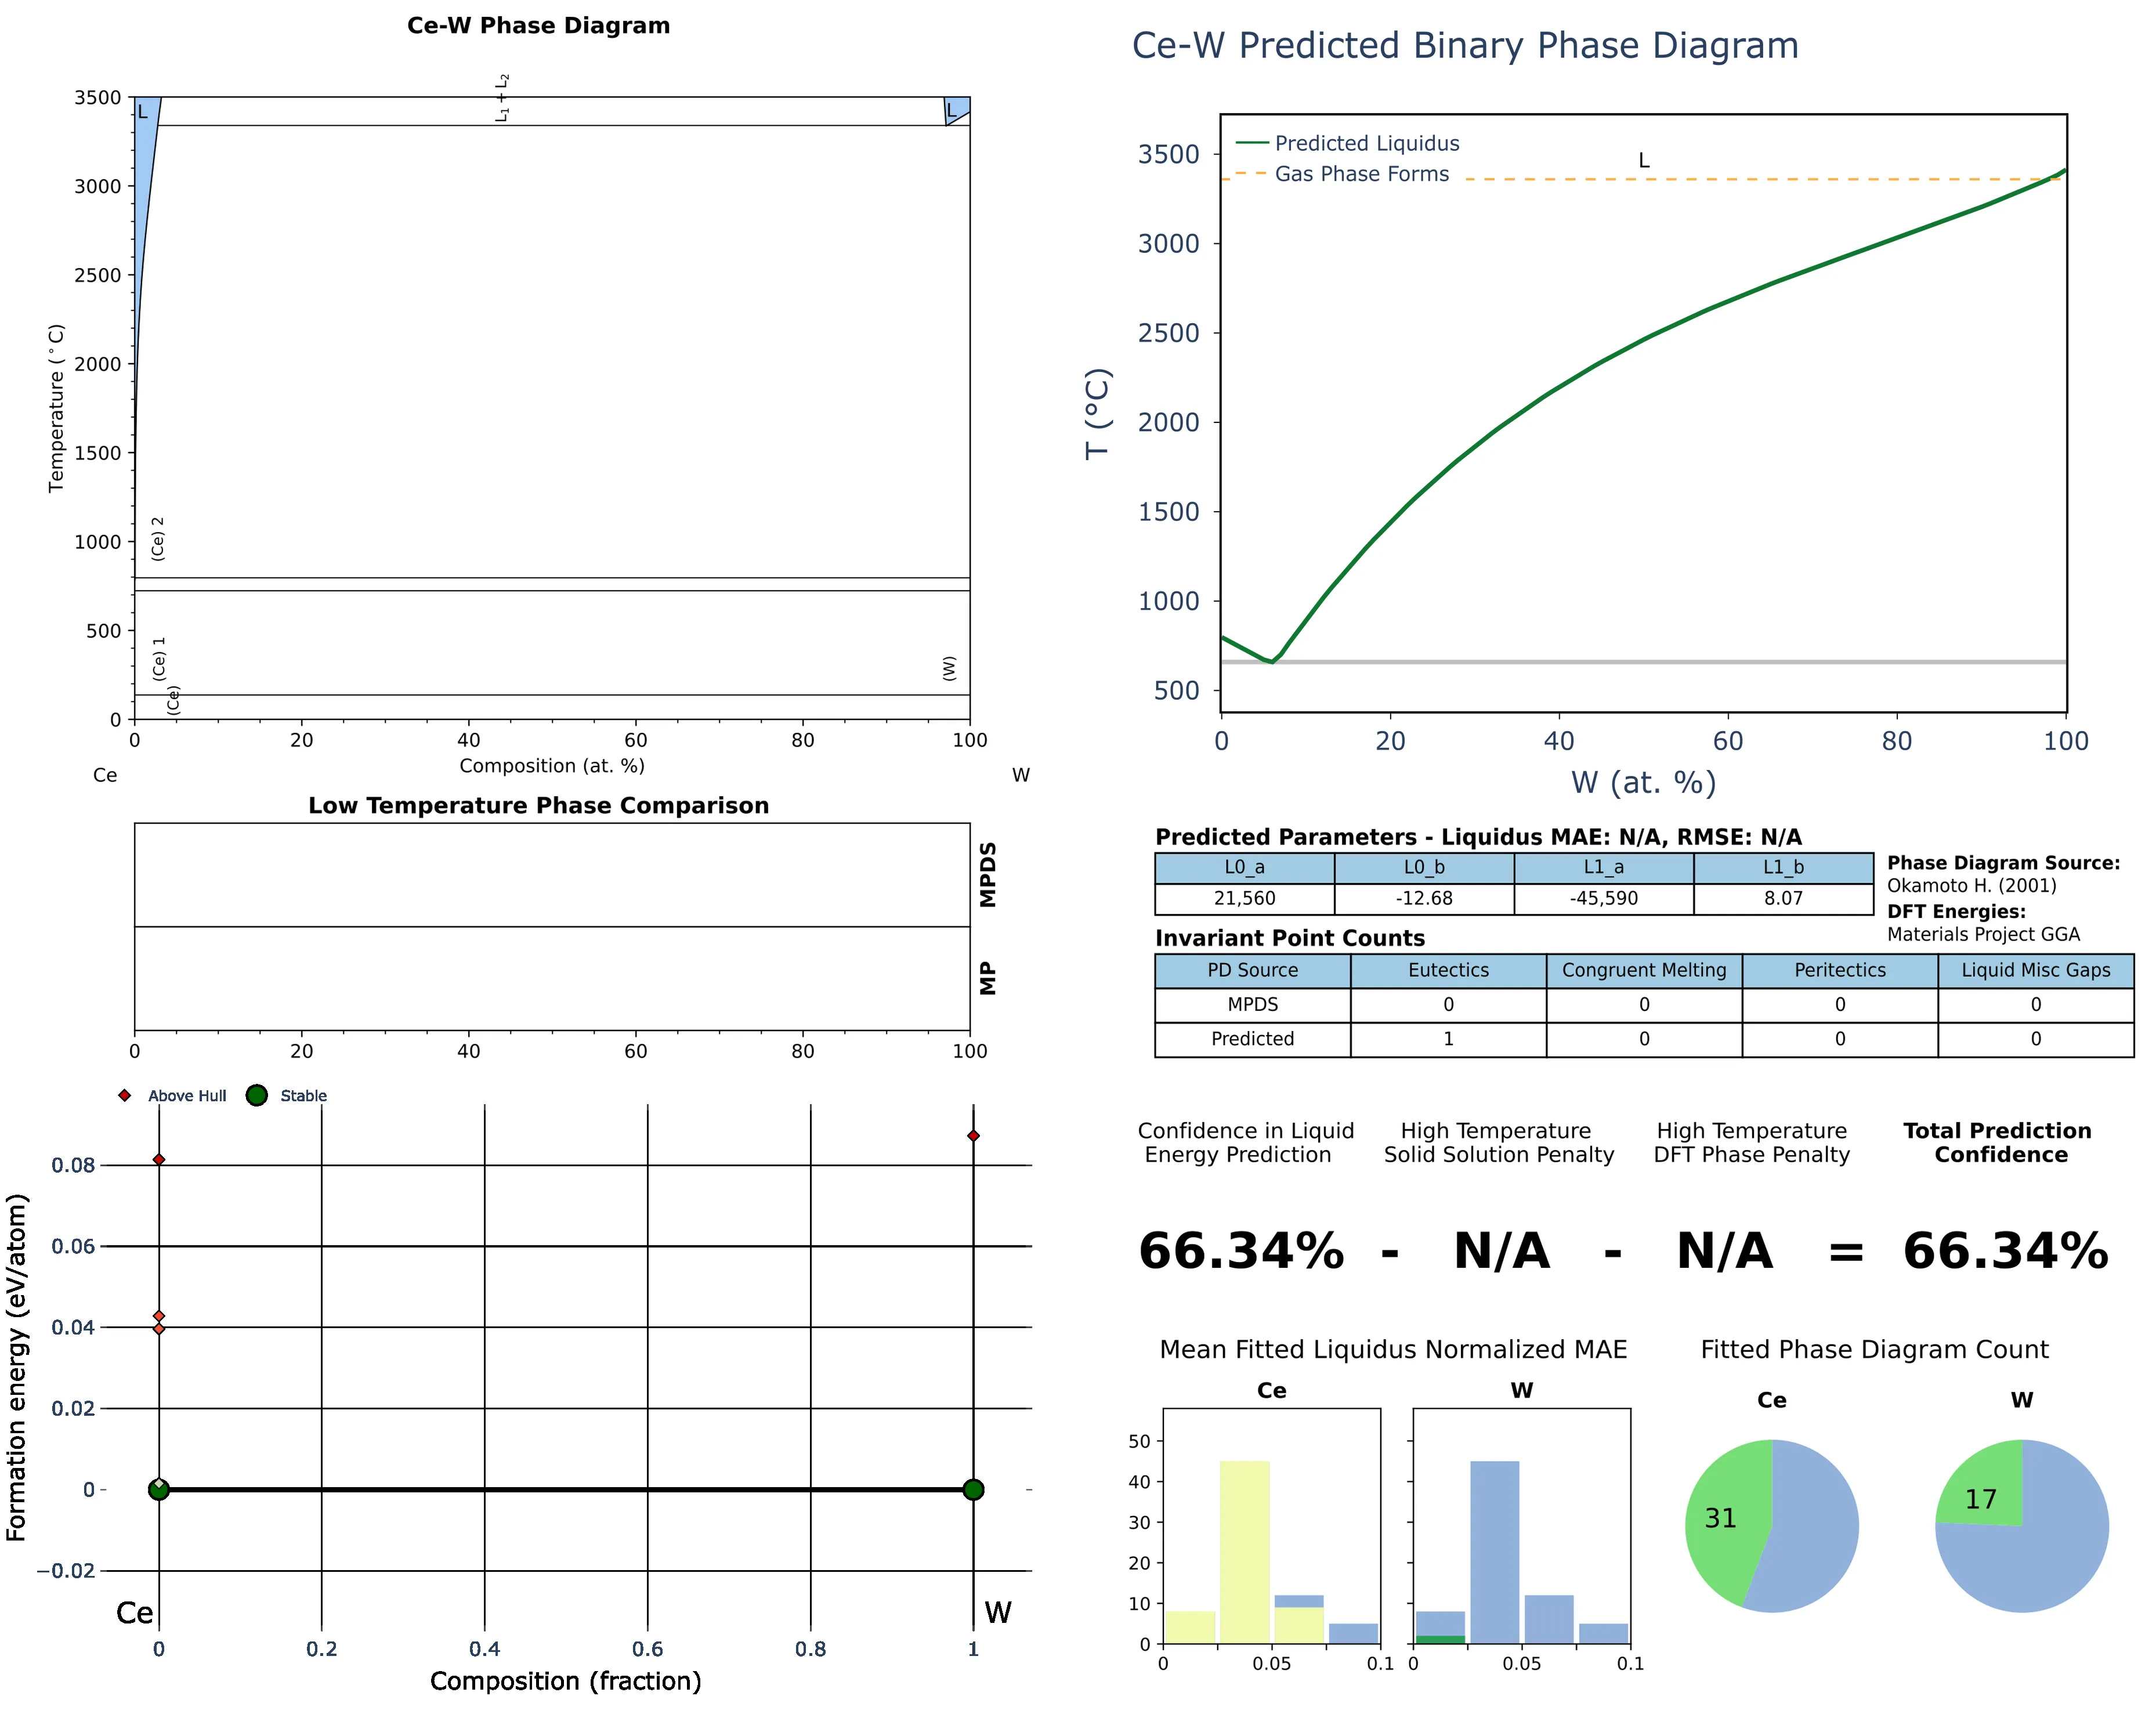 Ce-W Phase Diagram
L
L₁ + L₂
L
3500
3000
2500
2000
1500
1000
500
0
Temperature (°C)
(Ce) 2
(Ce) 1
(Ce)
(W)
0 20 40 60 80 100
Composition (at. %)
Ce W
Low Temperature Phase Comparison
MPDS
MP
0 20 40 60 80 100
Above Hull Stable
0.08
0.06
0.04
0.02
0
−0.02
Formation energy (eV/atom)
Ce W
0 0.2 0.4 0.6 0.8 1
Composition (fraction)
Ce-W Predicted Binary Phase Diagram
Predicted Liquidus
Gas Phase Forms
L
3500
3000
2500
2000
1500
1000
500
T (°C)
0 20 40 60 80 100
W (at. %)
Predicted Parameters - Liquidus MAE: N/A, RMSE: N/A
L0_a L0_b L1_a L1_b
21,560 -12.68 -45,590 8.07
Phase Diagram Source:
Okamoto H. (2001)
DFT Energies:
Materials Project GGA
Invariant Point Counts
PD Source Eutectics Congruent Melting Peritectics Liquid Misc Gaps
MPDS 0 0 0 0
Predicted 1 0 0 0
Confidence in Liquid Energy Prediction
High Temperature Solid Solution Penalty
High Temperature DFT Phase Penalty
Total Prediction Confidence
66.34% - N/A - N/A = 66.34%
Mean Fitted Liquidus Normalized MAE
Ce W
50
40
30
20
10
0
0 0.05 0.1 0 0.05 0.1
Fitted Phase Diagram Count
Ce W
31 17